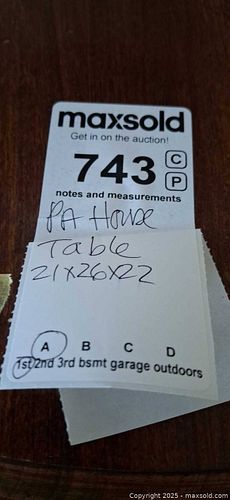 maxsold
Get in on the auction!
743 C
P
notes and measurements
PA House
Table
21x26x22
A B C D
1st 2nd 3rd bsmt garage outdoors
Copyright 2025 - maxsold.com